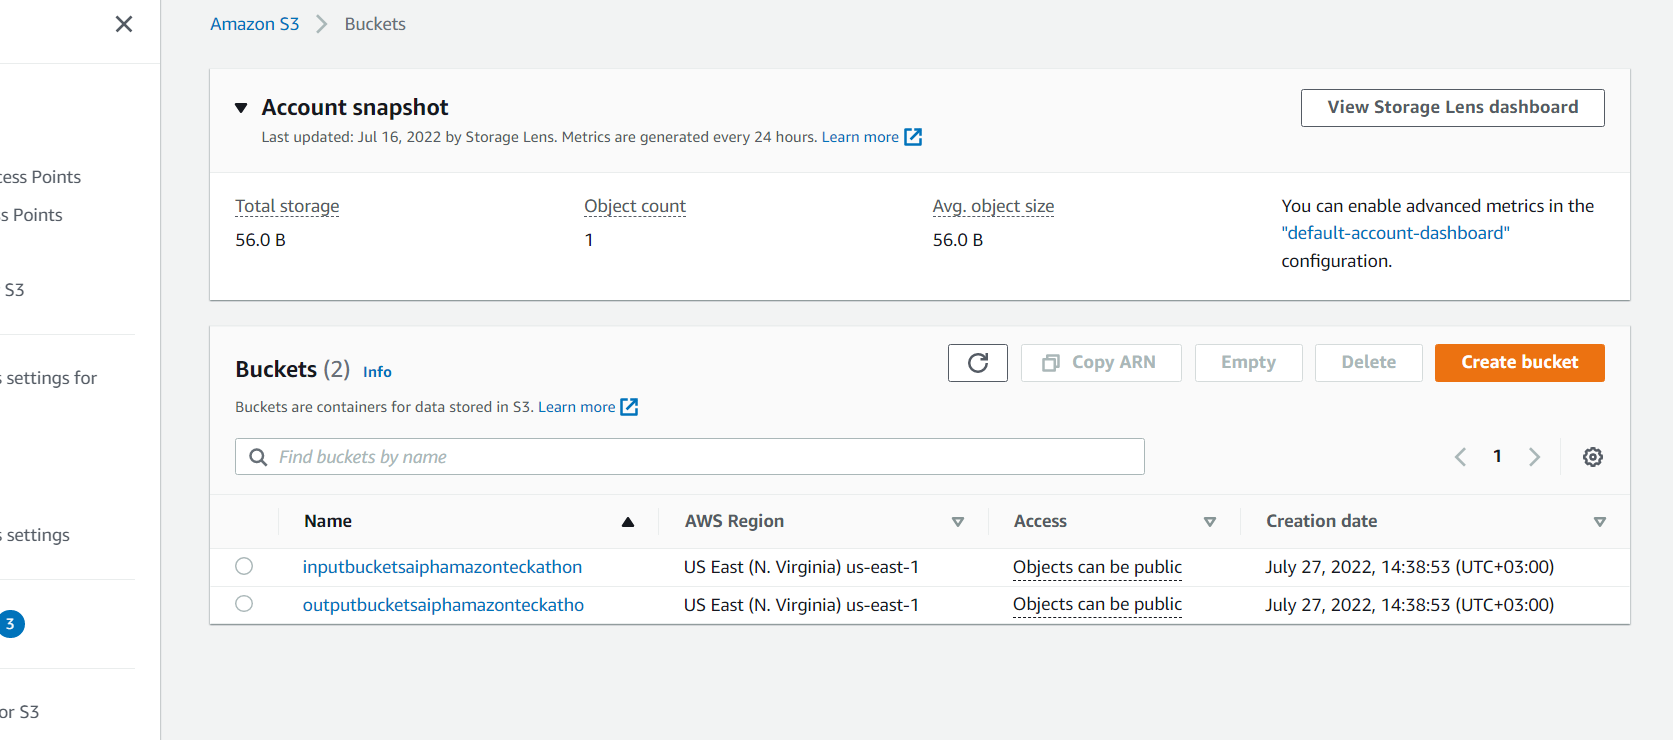 Amazon S3 > Buckets
Account snapshot
View Storage Lens dashboard
Last updated: Jul 16, 2022 by Storage Lens. Metrics are generated every 24 hours. Learn more
cess Points
s Points
S3
s settings for
s settings
3
or S3
Total storage Object count Avg. object size
56.0 B 1 56.0 B
You can enable advanced metrics in the
"default-account-dashboard"
configuration.
Buckets (2) Info
Copy ARN Empty Delete Create bucket
Buckets are containers for data stored in S3. Learn more
Find buckets by name
1
Name AWS Region Access Creation date
inputbucketsaiphamazonteckathon US East (N. Virginia) us-east-1 Objects can be public July 27, 2022, 14:38:53 (UTC+03:00)
outputbucketsaiphamazonteckatho US East (N. Virginia) us-east-1 Objects can be public July 27, 2022, 14:38:53 (UTC+03:00)